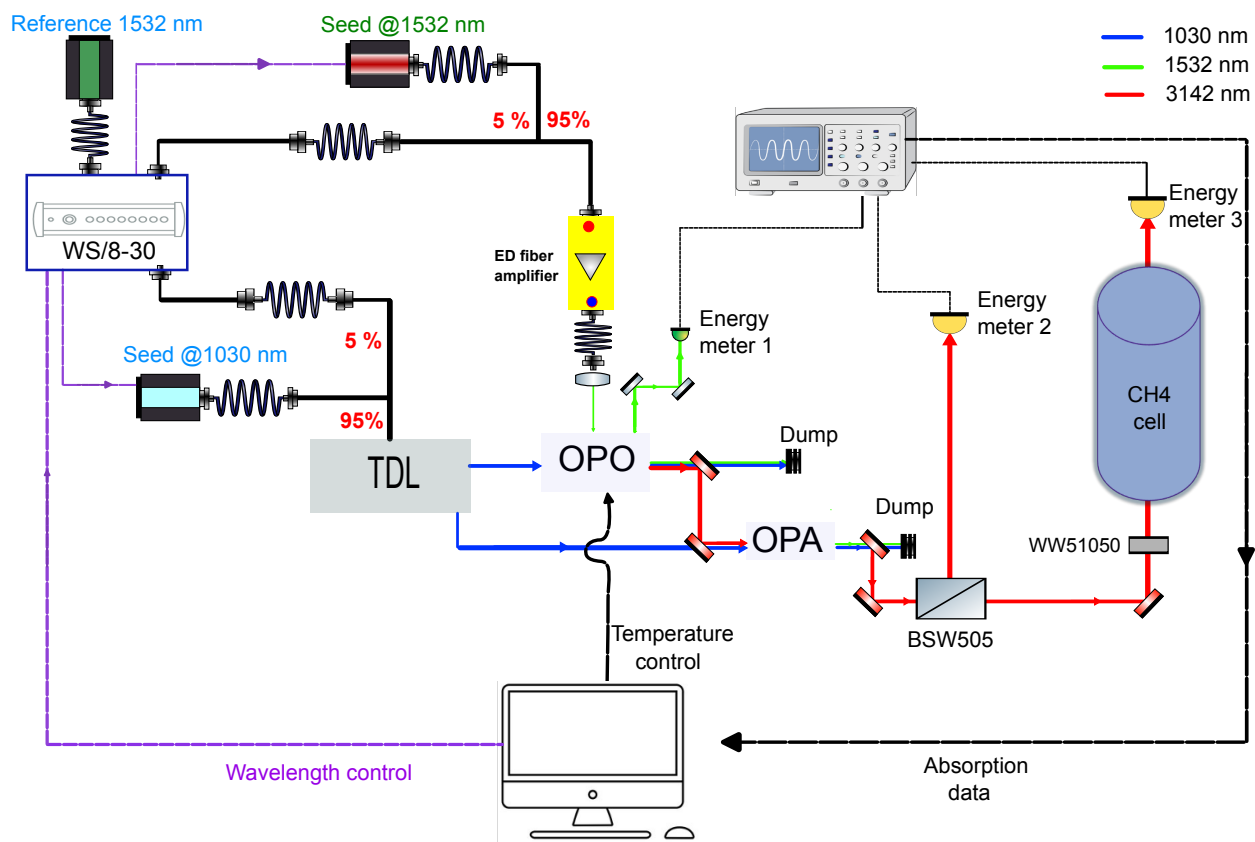 Reference 1532 nm
Seed @1532 nm
1030 nm
1532 nm
3142 nm
5 %
95%
WS/8-30
ED fiber
amplifier
Energy
meter 3
Energy
meter 2
Energy
meter 1
5 %
Seed @1030 nm
95%
CH4
cell
TDL
OPO
Dump
OPA
Dump
WW51050
BSW505
Temperature
control
Wavelength control
Absorption
data